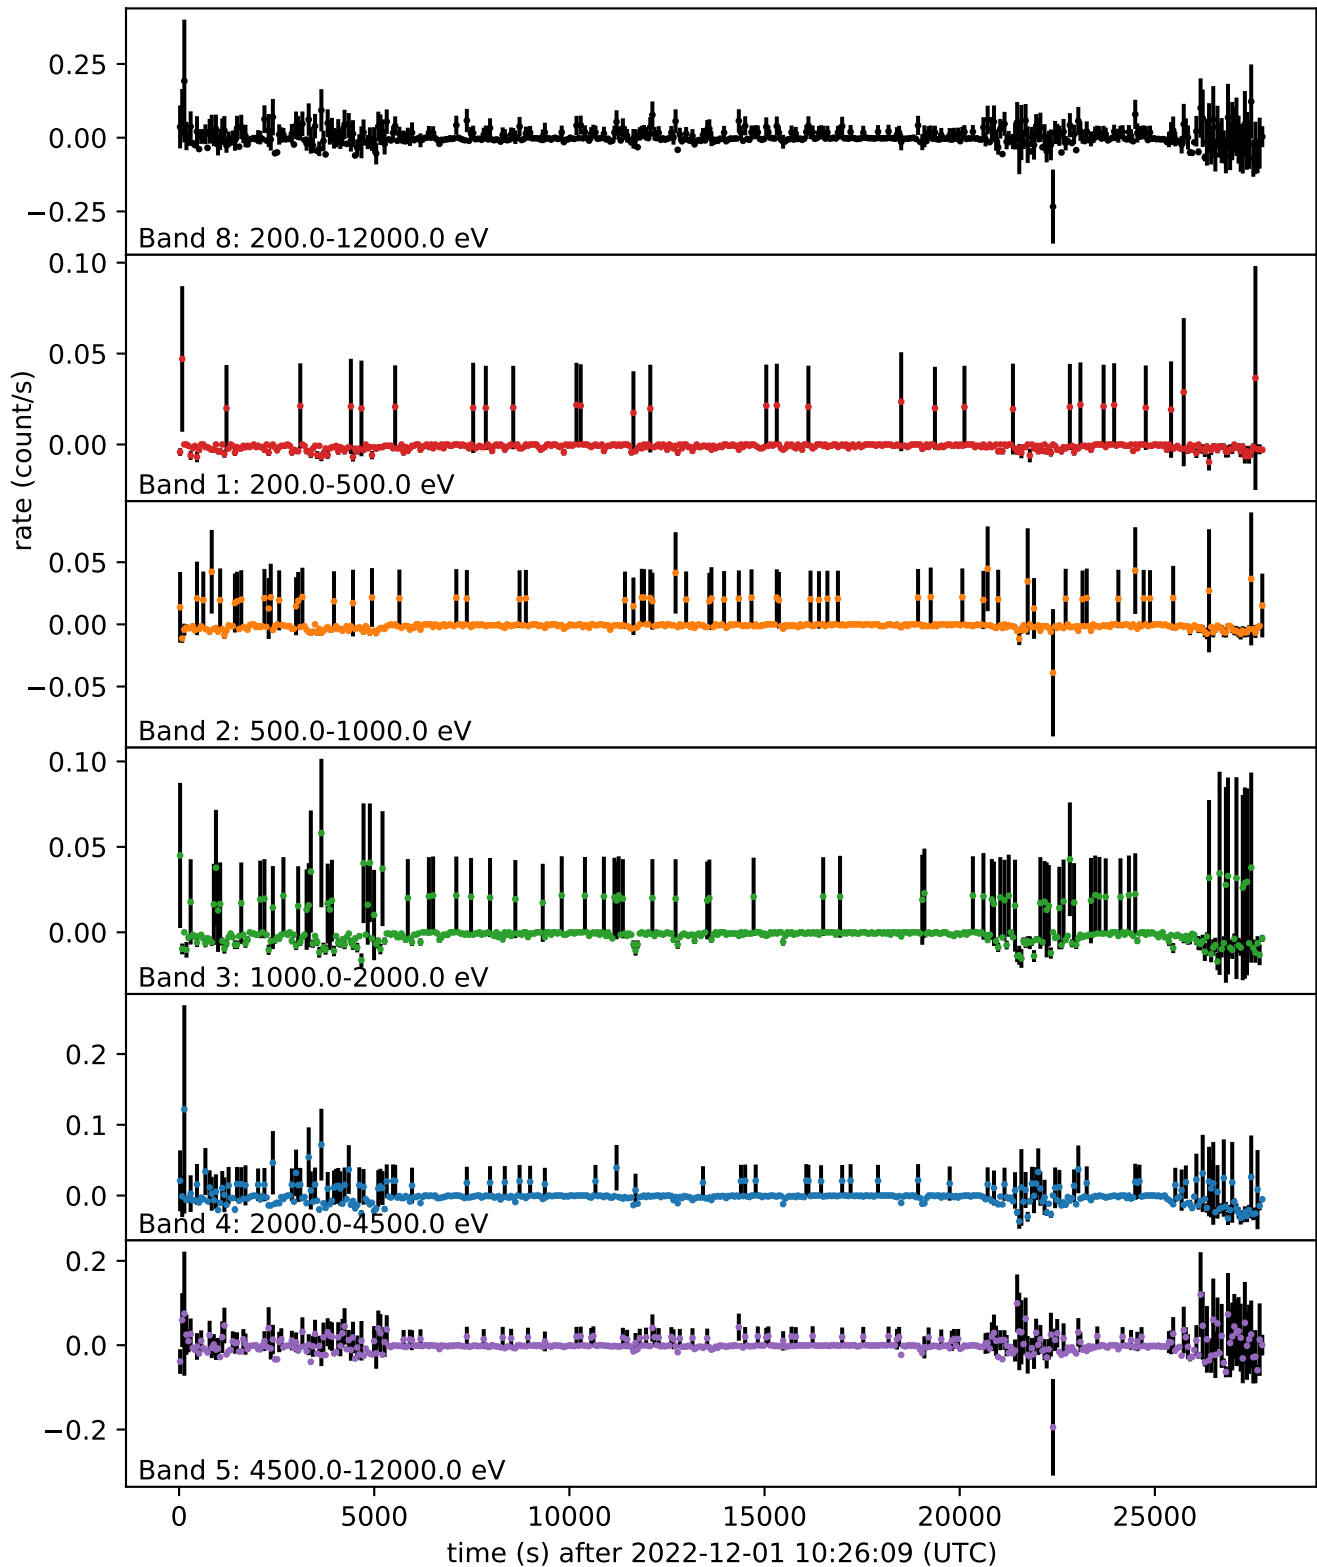 rate (count/s)
0.25
0.00
−0.25
Band 8: 200.0-12000.0 eV
0.10
0.05
0.00
Band 1: 200.0-500.0 eV
0.05
0.00
−0.05
Band 2: 500.0-1000.0 eV
0.10
0.05
0.00
Band 3: 1000.0-2000.0 eV
0.2
0.1
0.0
Band 4: 2000.0-4500.0 eV
0.2
0.0
−0.2
Band 5: 4500.0-12000.0 eV
0 5000 10000 15000 20000 25000
time (s) after 2022-12-01 10:26:09 (UTC)